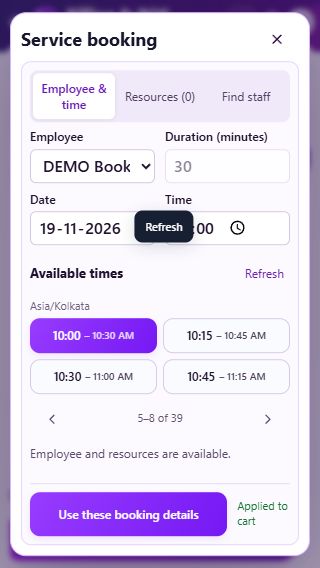 Service booking
Employee &
time
Resources (0)
Find staff
Employee
Duration (minutes)
DEMO Book
30
Date
Time
19-11-2026
:00
Refresh
Available times
Refresh
Asia/Kolkata
10:00 – 10:30 AM
10:15 – 10:45 AM
10:30 – 11:00 AM
10:45 – 11:15 AM
5–8 of 39
Employee and resources are available.
Use these booking details
Applied to
cart